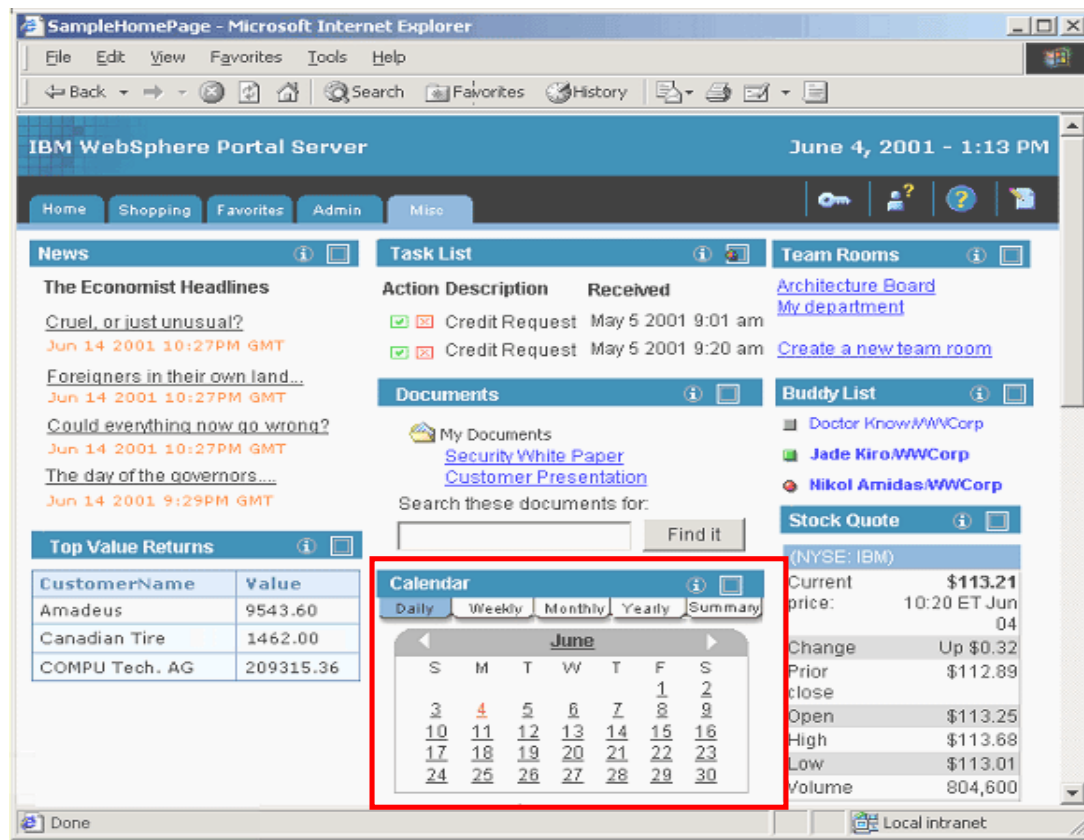 SampleHomePage - Microsoft Internet Explorer
File Edit View Favorites Tools Help
Back Search Favorites History
IBM WebSphere Portal Server June 4, 2001 - 1:13 PM
Home Shopping Favorites Admin Misc
News
The Economist Headlines
Cruel, or just unusual?
Jun 14 2001 10:27PM GMT
Foreigners in their own land...
Jun 14 2001 10:27PM GMT
Could everything now go wrong?
Jun 14 2001 10:27PM GMT
The day of the governors....
Jun 14 2001 9:29PM GMT
Top Value Returns
CustomerName Value
Amadeus 9543.60
Canadian Tire 1462.00
COMPU Tech. AG 209315.36
Task List
Action Description Received
Credit Request May 5 2001 9:01 am
Credit Request May 5 2001 9:20 am
Documents
My Documents
Security White Paper
Customer Presentation
Search these documents for:
Find it
Calendar
Daily Weekly Monthly Yearly Summary
June
S M T W T F S
1 2
3 4 5 6 7 8 9
10 11 12 13 14 15 16
17 18 19 20 21 22 23
24 25 26 27 28 29 30
Team Rooms
Architecture Board
My department
Create a new team room
Buddy List
Doctor Know/WWCorp
Jade Kiro/WWCorp
Nikol Amidas/WWCorp
Stock Quote
(NYSE: IBM)
Current $113.21
price: 10:20 ET Jun
04
Change Up $0.32
Prior $112.89
close
Open $113.25
High $113.68
Low $113.01
Volume 804,600
Done Local intranet